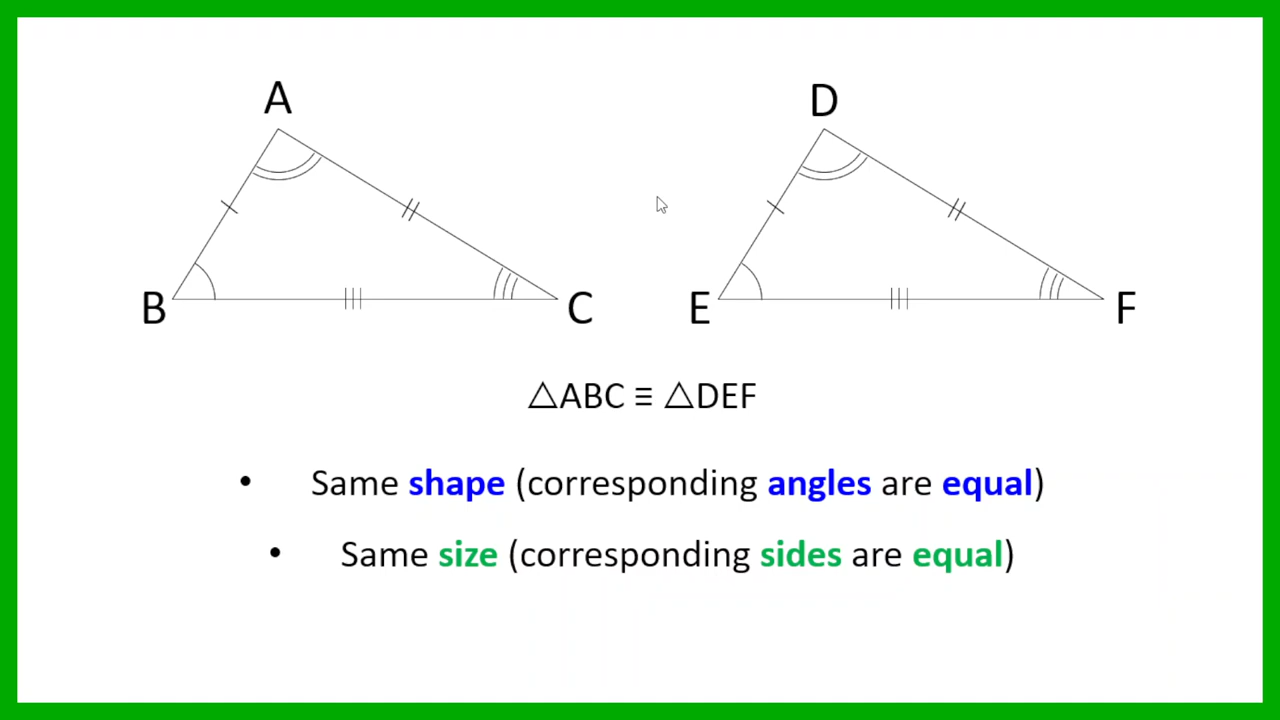 A D
B C E F
△ABC ≡ △DEF
• Same shape (corresponding angles are equal)
• Same size (corresponding sides are equal)